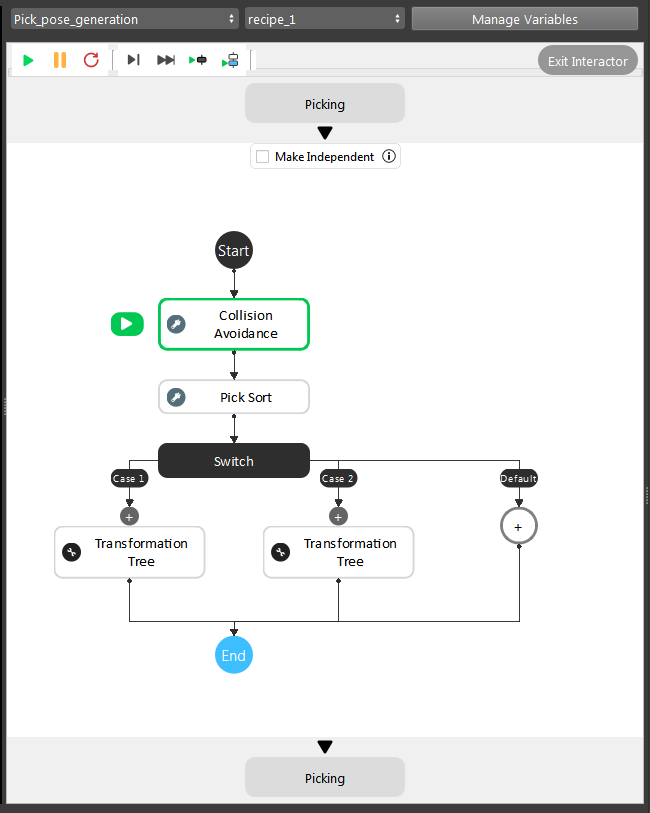 Pick_pose_generation
recipe_1
Manage Variables
Exit Interactor
Picking
Make Independent
Start
Collision
Avoidance
Pick Sort
Switch
Case 1
Case 2
Default
Transformation
Tree
Transformation
Tree
End
Picking